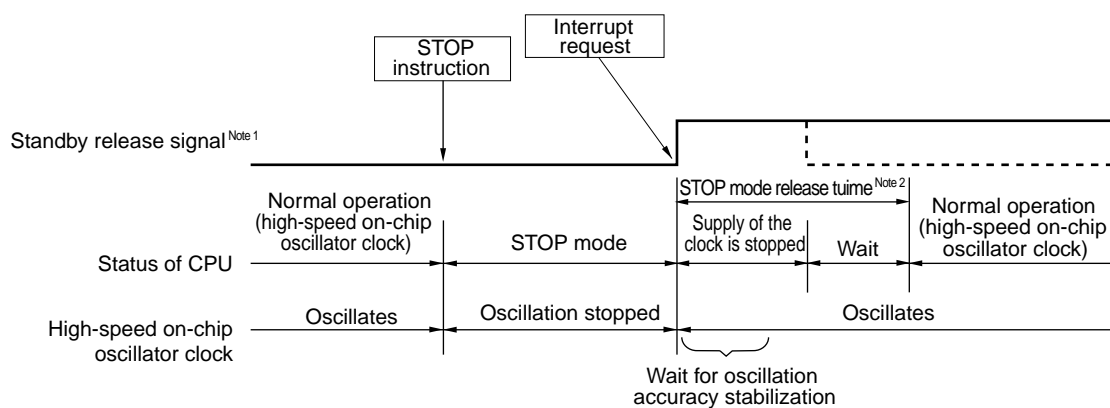 Interrupt
request
STOP
instruction
Standby release signal Note 1
STOP mode release tuime Note 2
Normal operation
(high-speed on-chip
oscillator clock)
Supply of the
clock is stopped
Normal operation
(high-speed on-chip
oscillator clock)
Status of CPU
STOP mode
Wait
High-speed on-chip
oscillator clock
Oscillates
Oscillation stopped
Oscillates
Wait for oscillation
accuracy stabilization